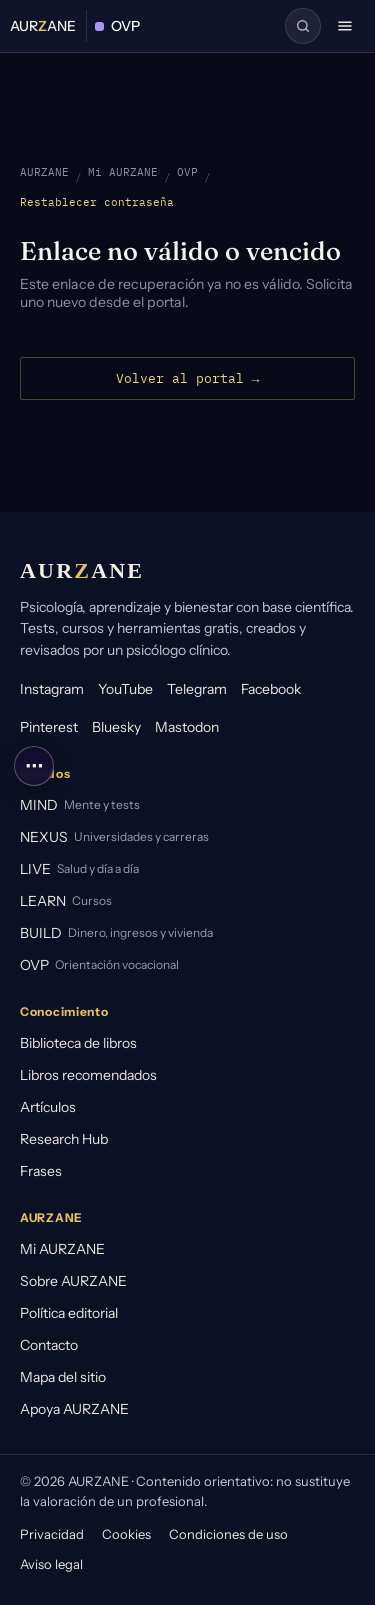 AURZANE OVP
AURZANE / Mi AURZANE / OVP /
Restablecer contraseña
Enlace no válido o vencido
Este enlace de recuperación ya no es válido. Solicita
uno nuevo desde el portal.
Volver al portal →
AURZANE
Psicología, aprendizaje y bienestar con base científica.
Tests, cursos y herramientas gratis, creados y
revisados por un psicólogo clínico.
Instagram YouTube Telegram Facebook
Pinterest Bluesky Mastodon
MIND Mente y tests
NEXUS Universidades y carreras
LIVE Salud y día a día
LEARN Cursos
BUILD Dinero, ingresos y vivienda
OVP Orientación vocacional
Conocimiento
Biblioteca de libros
Libros recomendados
Artículos
Research Hub
Frases
AURZANE
Mi AURZANE
Sobre AURZANE
Política editorial
Contacto
Mapa del sitio
Apoya AURZANE
© 2026 AURZANE · Contenido orientativo: no sustituye
la valoración de un profesional.
Privacidad Cookies Condiciones de uso
Aviso legal